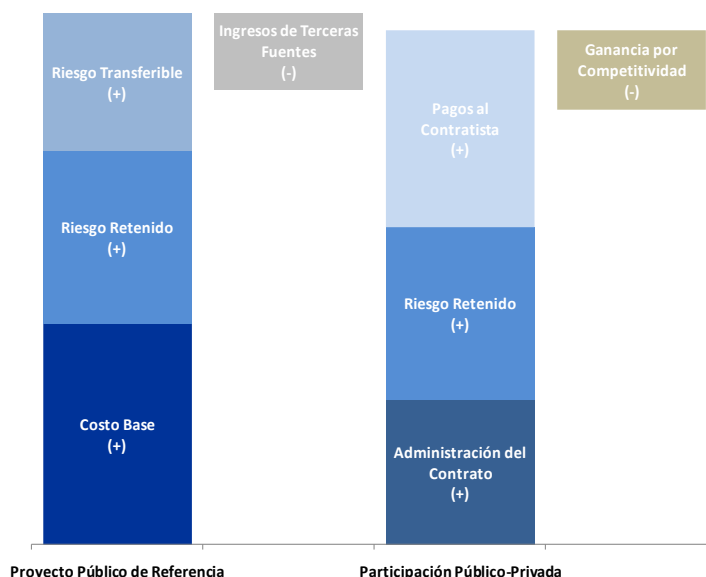 Riesgo Transferible
(+)
Riesgo Retenido
(+)
Costo Base
(+)
Ingresos de Terceras
Fuentes
(-)
Pagos al
Contratista
(+)
Riesgo Retenido
(+)
Administración del
Contrato
(+)
Ganancia por
Competitividad
(-)
Proyecto Público de Referencia
Participación Público-Privada